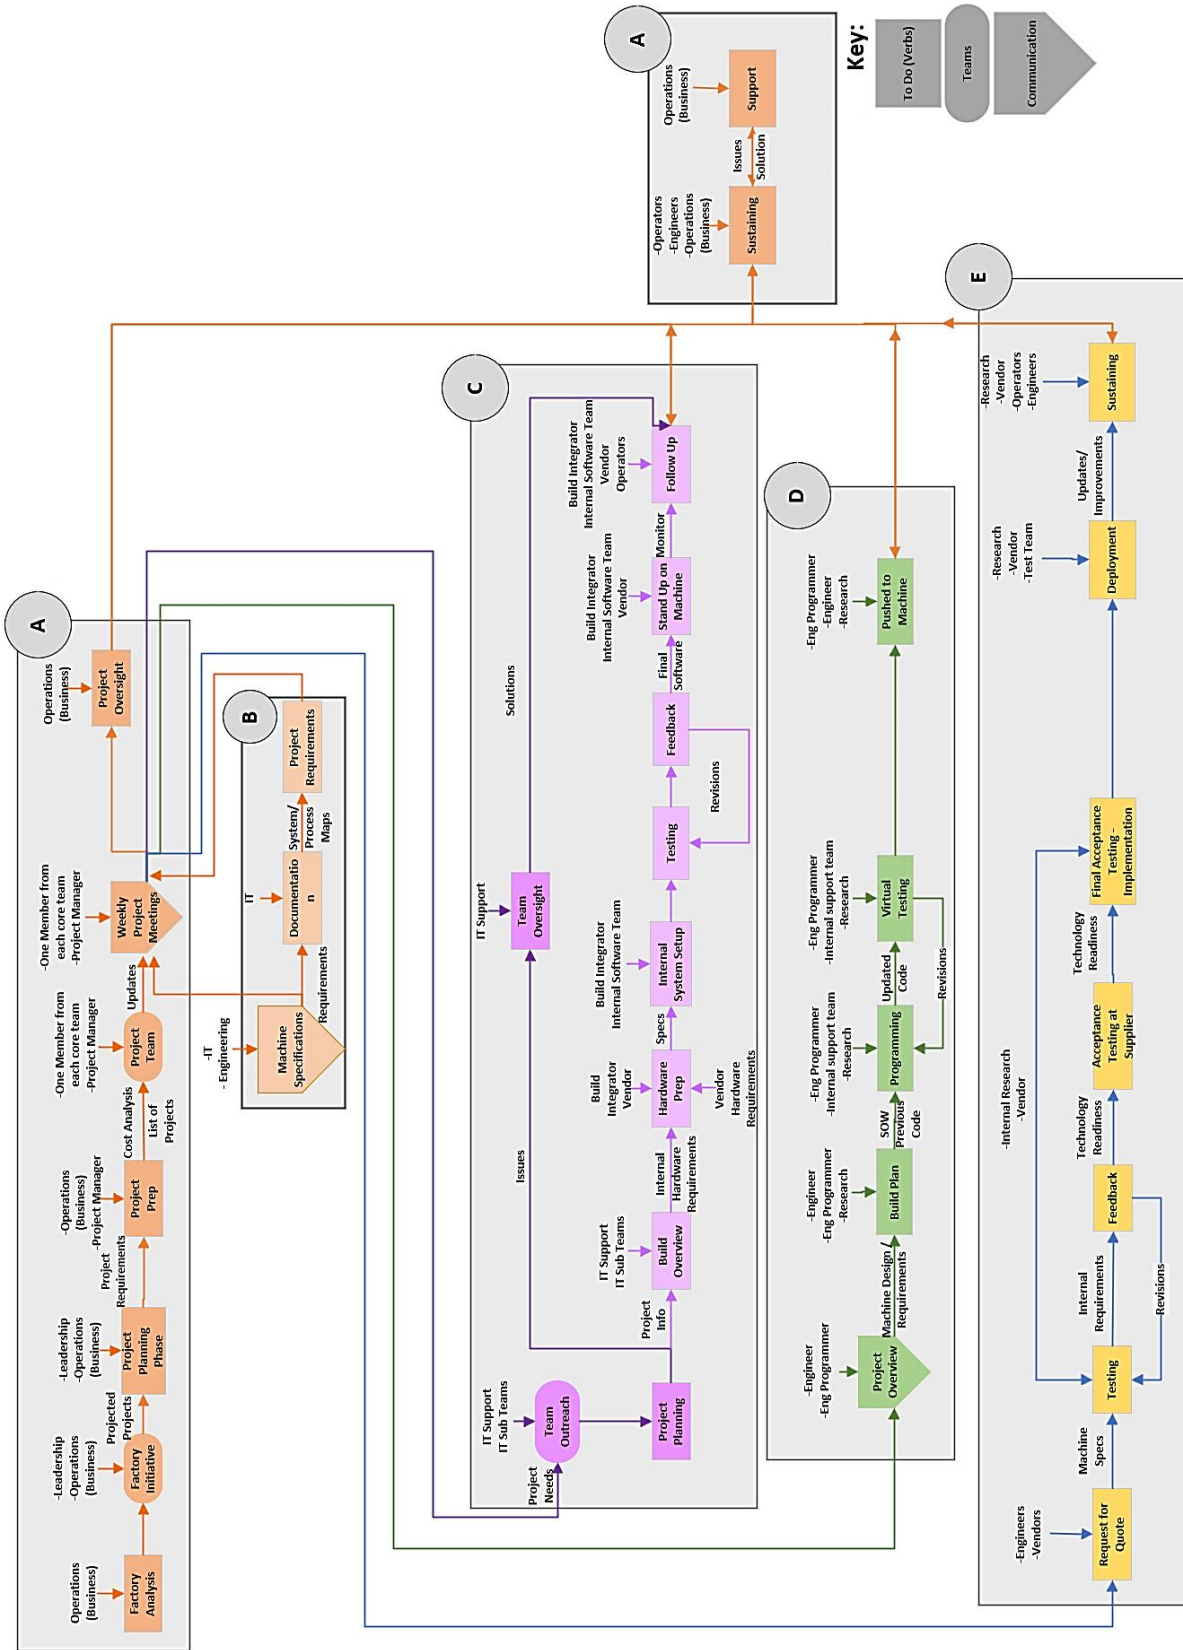 A
Operations
(Business)
Factory
Analysis
-Leadership
-Operations
(Business)
Factory
Initiative
Projected
Projects
-Leadership
-Operations
(Business)
Project
Planning
Phase
Project
Requirements
-Operations
(Business)
-Project Manager
Project
Prep
Cost Analysis
List of
Projects
-One Member from
each core team
-Project Manager
Project
Team
Updates
-One Member from
each core team
-Project Manager
Weekly
Project
Meetings
Operations
(Business)
Project
Oversight
B
-IT
- Engineering
Machine
Specifications
Requirements
IT
Documentatio
n
System/
Process
Maps
Project
Requirements
C
Project
Needs
IT Support
IT Sub Teams
Team
Outreach
Project
Planning
Issues
IT Support
Team
Oversight
Solutions
Project
Info
IT Support
IT Sub Teams
Build
Overview
Internal
Hardware
Requirements
Build
Integrator
Vendor
Hardware
Prep
Vendor
Hardware
Requirements
Specs
Build Integrator
Internal Software Team
Internal
System Setup
Testing
Feedback
Revisions
Final
Software
Build Integrator
Internal Software Team
Vendor
Stand Up on
Machine
Monitor
Build Integrator
Internal Software Team
Vendor
Operators
Follow Up
D
-Engineer
-Eng Programmer
Project
Overview
Machine Design /
Requirements
-Engineer
-Eng Programmer
-Research
Build Plan
SOW
Previous
Code
-Eng Programmer
-Internal support team
-Research
Programming
Updated
Code
-Eng Programmer
-Internal support team
-Research
Virtual
Testing
Revisions
-Eng Programmer
-Engineer
-Research
Pushed to
Machine
E
-Engineers
-Vendors
Request for
Quote
Machine
Specs
Testing
-Internal Research
-Vendor
Internal
Requirements
Feedback
Revisions
Technology
Readiness
Acceptance
Testing at
Supplier
Technology
Readiness
Final Acceptance
Testing -
Implementation
-Research
-Vendor
-Test Team
Deployment
Updates/
Improvements
-Research
-Vendor
-Operators
-Engineers
Sustaining
A
-Operators
-Engineers
-Operations
(Business)
Sustaining
Issues
Solution
Operations
(Business)
Support
Key:
To Do (Verbs)
Teams
Communication